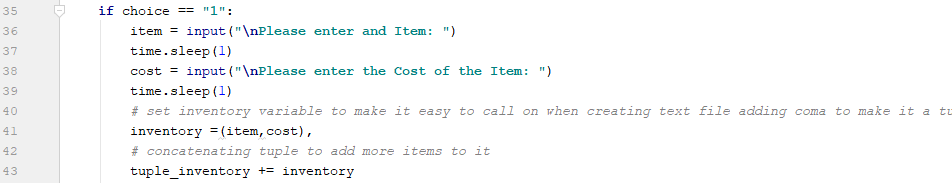 35 if choice == "1":
36 item = input("\nPlease enter and Item: ")
37 time.sleep(1)
38 cost = input("\nPlease enter the Cost of the Item: ")
39 time.sleep(1)
40 # set inventory variable to make it easy to call on when creating text file adding coma to make it a tu
41 inventory =(item,cost),
42 # concatenating tuple to add more items to it
43 tuple_inventory += inventory